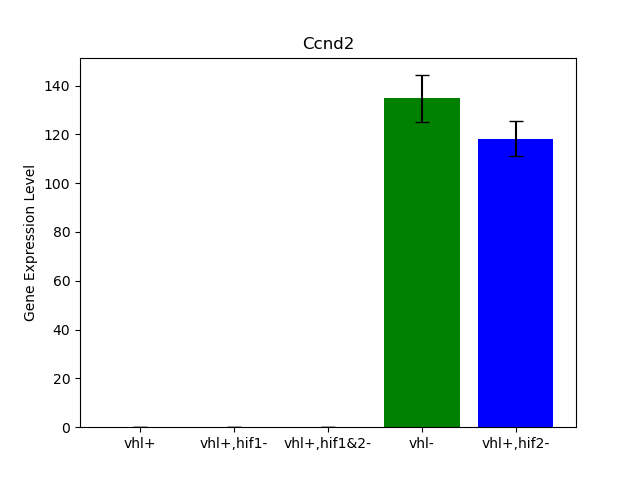 Ccnd2
Gene Expression Level
140
120
100
80
60
40
20
0
vhl+ vhl+,hif1- vhl+,hif1&2- vhl- vhl+,hif2-